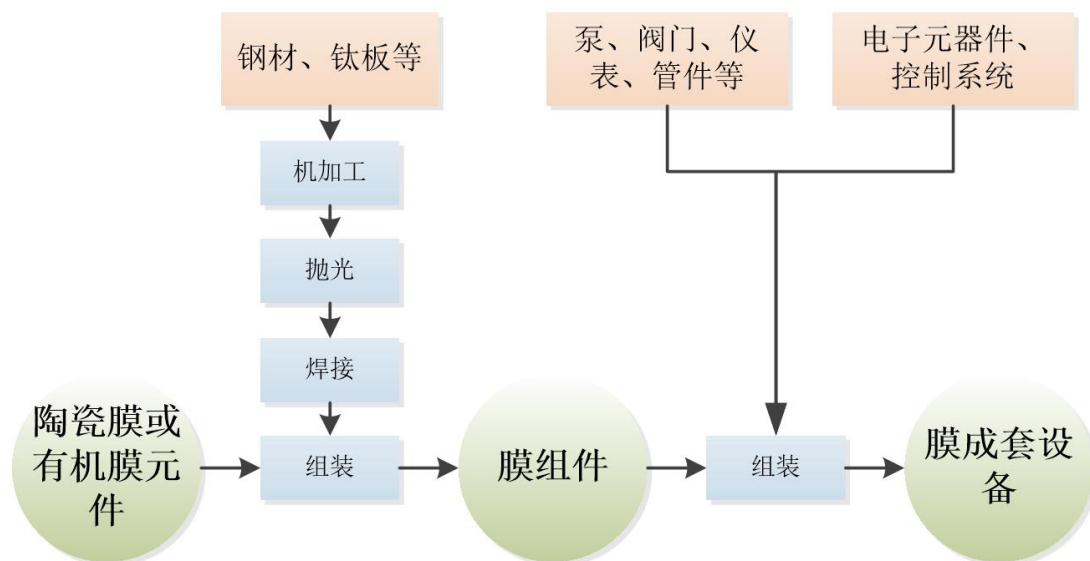 钢材、钛板等
泵、阀门、仪
表、管件等
电子元器件、
控制系统
机加工
抛光
焊接
陶瓷膜或
有机膜元
件
组装
膜组件
组装
膜成套设
备